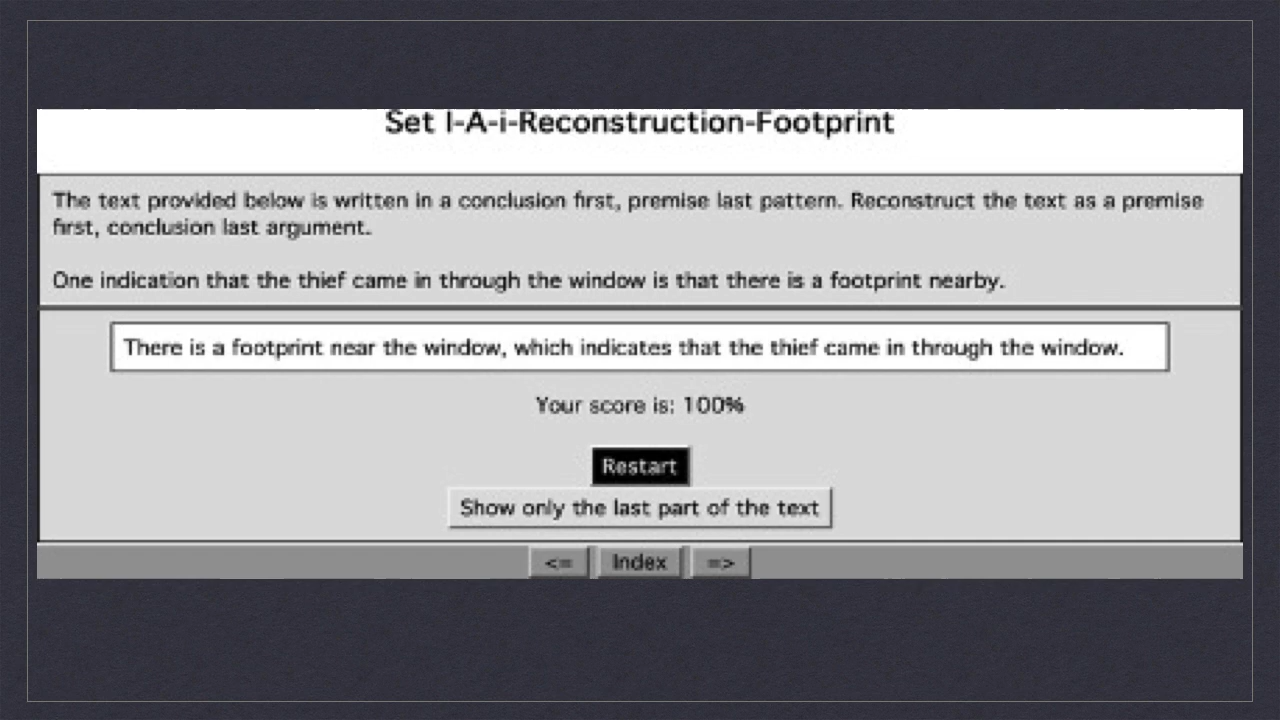 Set I-A-i-Reconstruction-Footprint
The text provided below is written in a conclusion first, premise last pattern. Reconstruct the text as a premise
first, conclusion last argument.
One indication that the thief came in through the window is that there is a footprint nearby.
There is a footprint near the window, which indicates that the thief came in through the window.
Your score is: 100%
Restart
Show only the last part of the text
<= Index =>